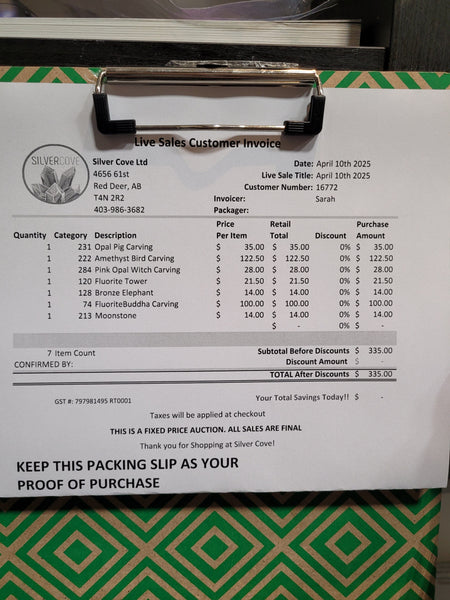 Live Sales Customer Invoice
SILVERCOVE
Silver Cove Ltd
4656 61st
Red Deer, AB
T4N 2R2
403-986-3682
Date: April 10th 2025
Live Sale Title: April 10th 2025
Customer Number: 16772
Invoicer: Sarah
Packager:
Quantity Category Description Price Per Item Retail Total Discount Purchase Amount
1 231 Opal Pig Carving $ 35.00 $ 35.00 0% $ 35.00
1 222 Amethyst Bird Carving $ 122.50 $ 122.50 0% $ 122.50
1 284 Pink Opal Witch Carving $ 28.00 $ 28.00 0% $ 28.00
1 120 Fluorite Tower $ 21.50 $ 21.50 0% $ 21.50
1 128 Bronze Elephant $ 14.00 $ 14.00 0% $ 14.00
1 74 FluoriteBuddha Carving $ 100.00 $ 100.00 0% $ 100.00
1 213 Moonstone $ 14.00 $ 14.00 0% $ 14.00
$ - 0% $ -
7 Item Count Subtotal Before Discounts $ 335.00
CONFIRMED BY: Discount Amount $ -
TOTAL After Discounts $ 335.00
GST #: 797981495 RT0001 Your Total Savings Today!! $ -
Taxes will be applied at checkout
THIS IS A FIXED PRICE AUCTION. ALL SALES ARE FINAL
Thank you for Shopping at Silver Cove!
KEEP THIS PACKING SLIP AS YOUR
PROOF OF PURCHASE